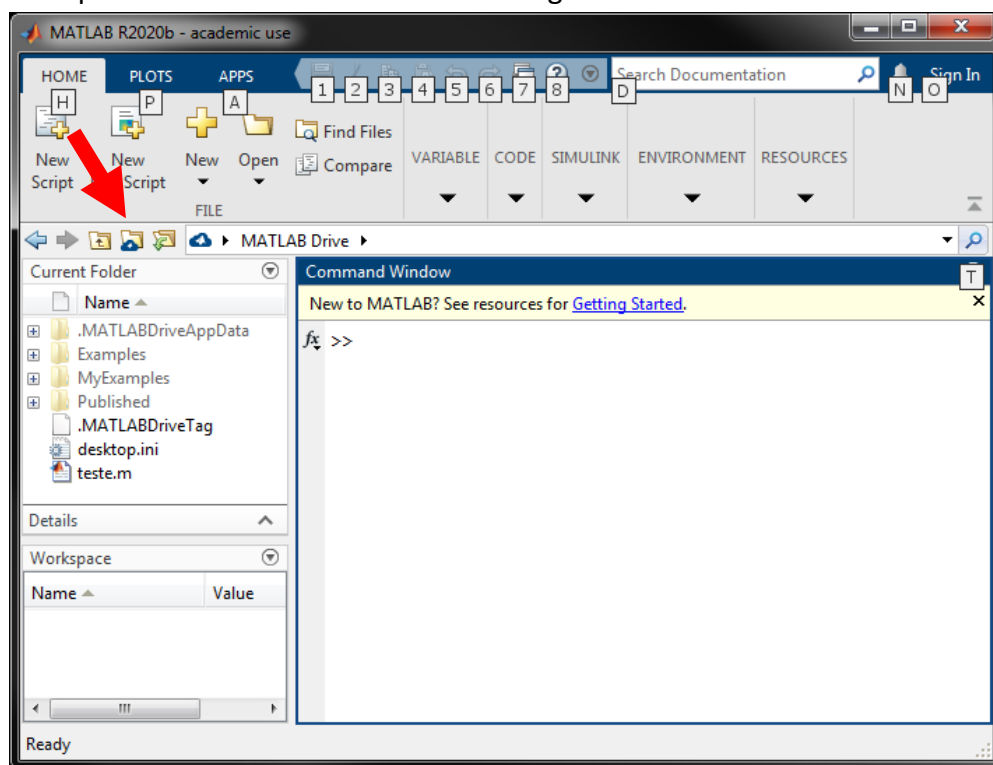 MATLAB R2020b - academic use
HOME PLOTS APPS Search Documentation Sign In
H P A 1 2 3 4 5 6 7 8 D N O
Find Files
New New New Open Compare VARIABLE CODE SIMULINK ENVIRONMENT RESOURCES
Script Script
FILE
MATLAB Drive
Current Folder Command Window T
Name New to MATLAB? See resources for Getting Started.
.MATLABDriveAppData fx >>
Examples
MyExamples
Published
.MATLABDriveTag
desktop.ini
teste.m
Details
Workspace
Name Value
Ready